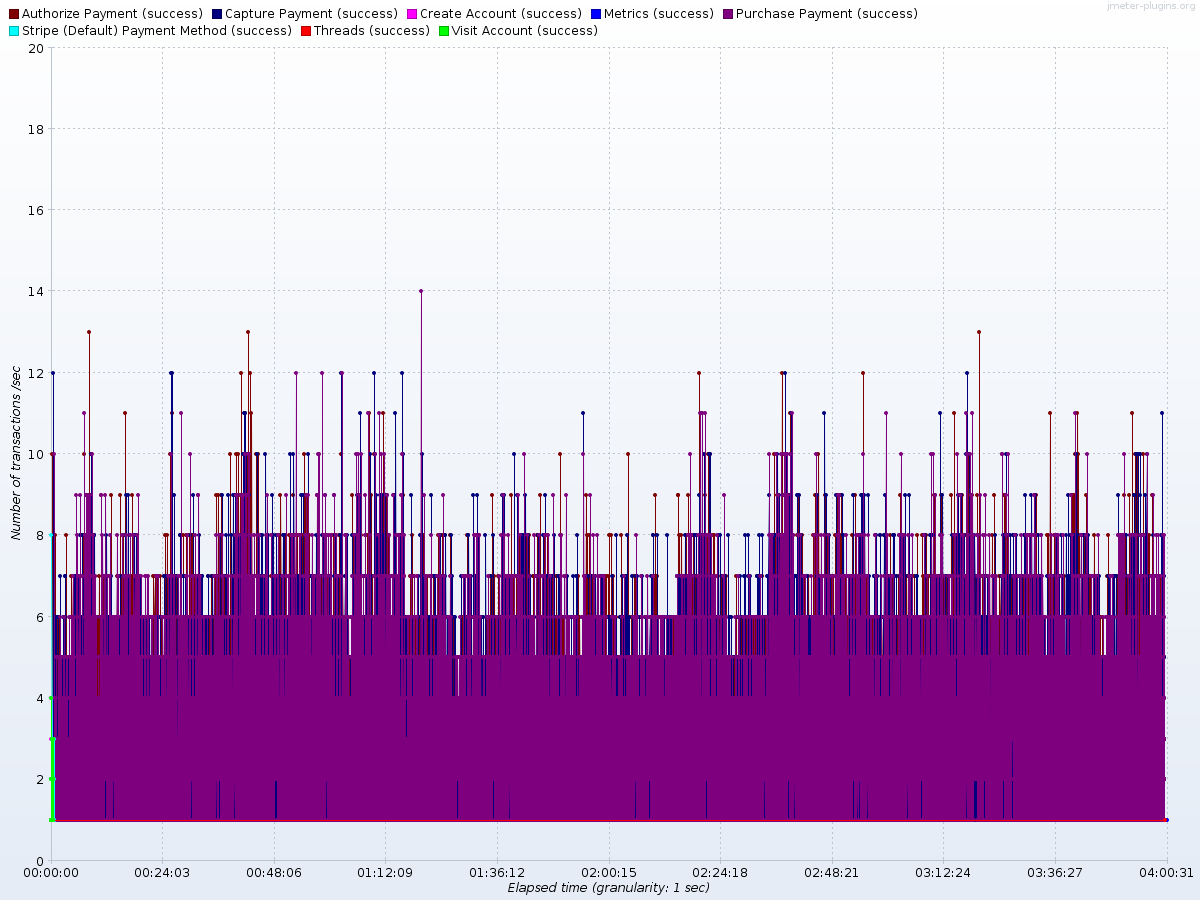 jmeter-plugins.org
Authorize Payment (success) Capture Payment (success) Create Account (success) Metrics (success) Purchase Payment (success)
Stripe (Default) Payment Method (success) Threads (success) Visit Account (success)
20
18
16
14
12
10
8
6
4
2
0
Number of transactions /sec
00:00:00 00:24:03 00:48:06 01:12:09 01:36:12 02:00:15 02:24:18 02:48:21 03:12:24 03:36:27 04:00:31
Elapsed time (granularity: 1 sec)